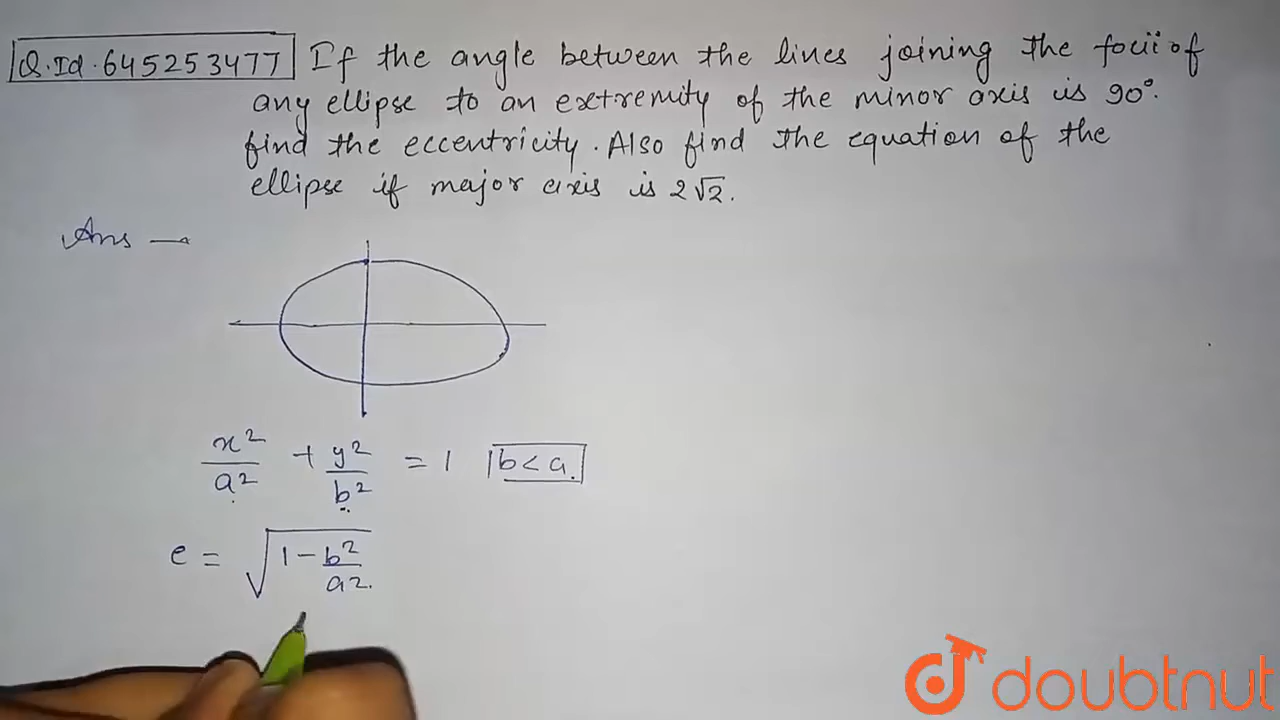 Q.Id.645253477 If the angle between the lines joining the focii of
any ellipse to an extremity of the minor axis is 90°.
find the eccentricity. Also find the equation of the
ellipse if major axis is 2√2.
Ans →
x²/a² + y²/b² = 1 b<a.
e = √(1-b²/a2.)
doubtnut